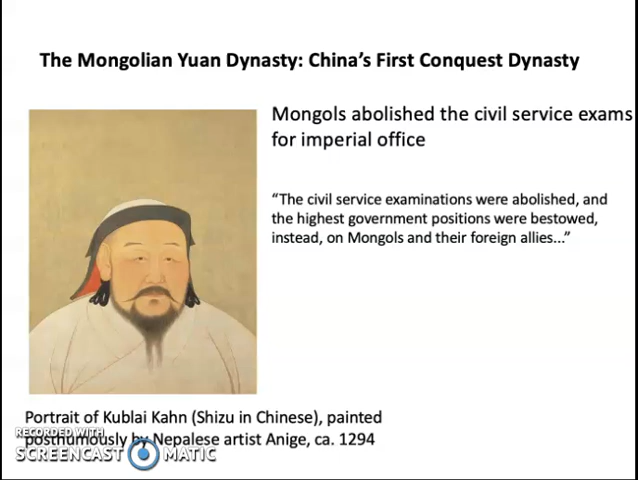 The Mongolian Yuan Dynasty: China's First Conquest Dynasty
Mongols abolished the civil service exams
for imperial office
“The civil service examinations were abolished, and
the highest government positions were bestowed,
instead, on Mongols and their foreign allies...”
Portrait of Kublai Kahn (Shizu in Chinese), painted
posthumously by Nepalese artist Anige, ca. 1294
RECORDED WITH
SCREENCAST MATIC